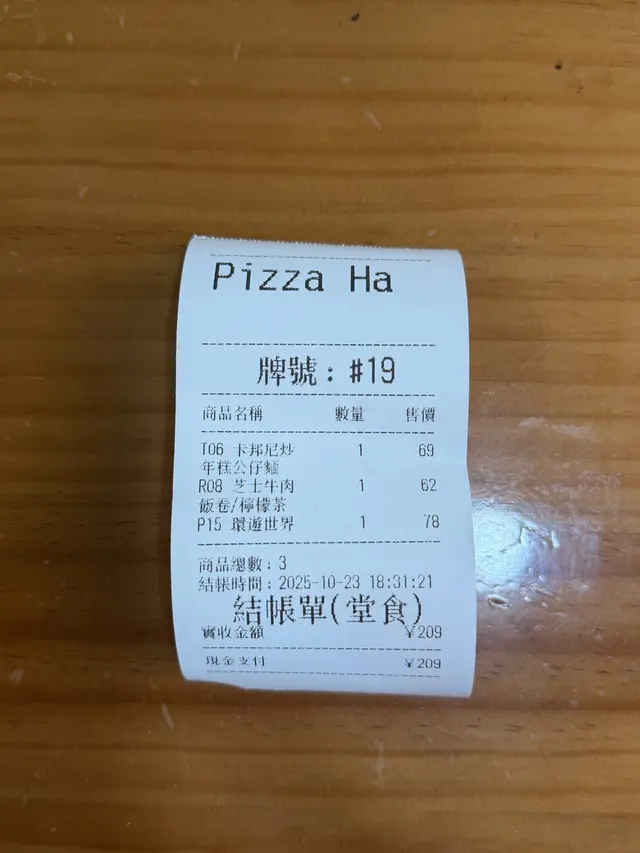 Pizza Ha
牌號：#19
商品名稱 數量 售價
T06 卡邦尼炒 1 69
年糕公仔麵
R08 芝士牛肉 1 62
飯卷/檸檬茶
P15 環遊世界 1 78
商品總數：3
結帳時間：2025-10-23 18:31:21
結帳單(堂食)
實收金額 ￥209
現金支付 ￥209